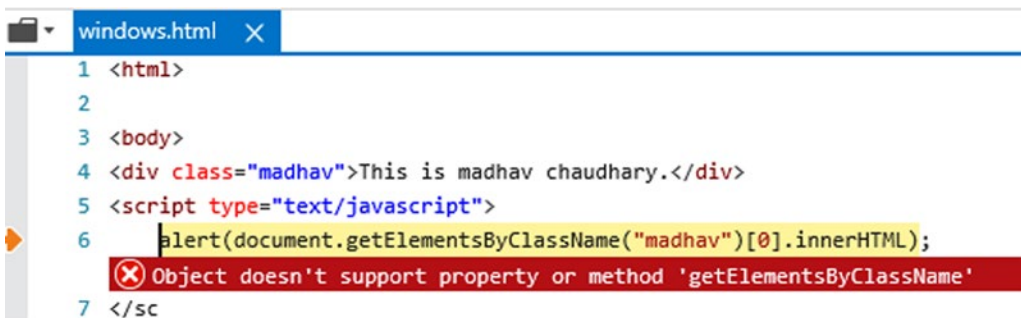 windows.html
1 <html>
2
3 <body>
4 <div class="madhav">This is madhav chaudhary.</div>
5 <script type="text/javascript">
6 alert(document.getElementsByClassName("madhav")[0].innerHTML);
Object doesn't support property or method 'getElementsByClassName'
7 </sc